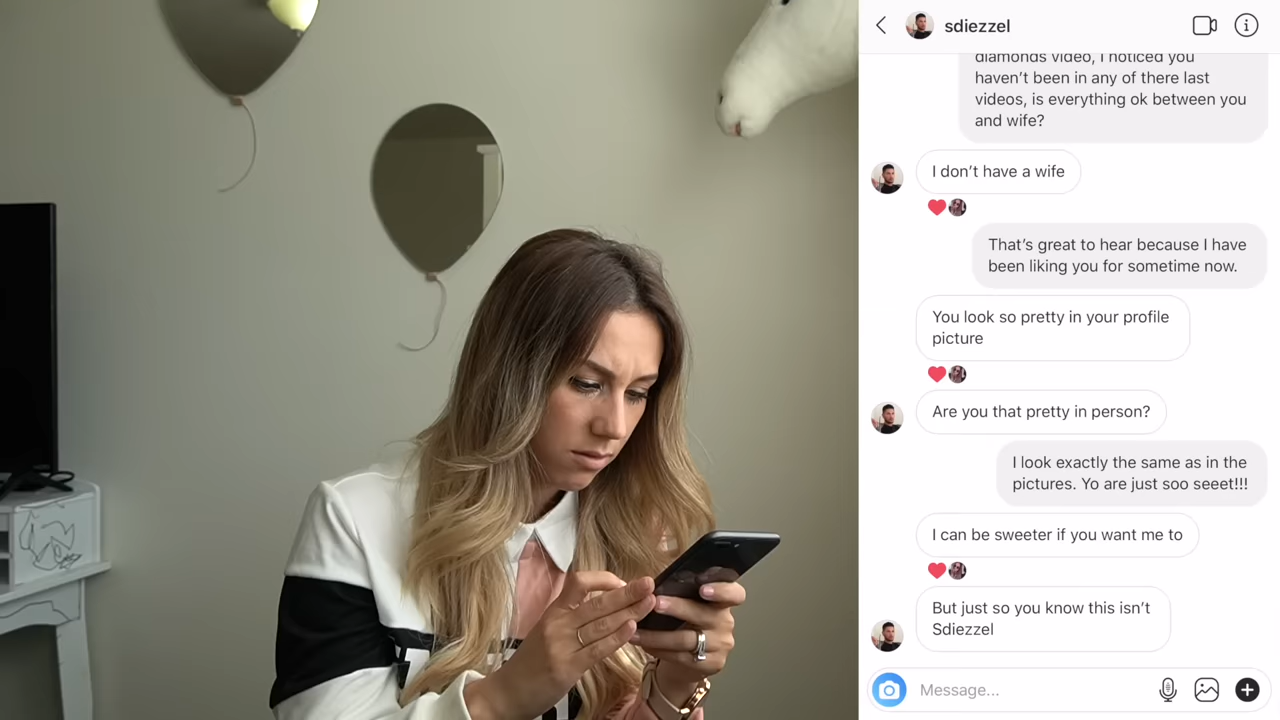 sdiezzel
diamonds video, I noticed you
haven't been in any of there last
videos, is everything ok between you
and wife?
I don't have a wife
That's great to hear because I have
been liking you for sometime now.
You look so pretty in your profile
picture
Are you that pretty in person?
I look exactly the same as in the
pictures. Yo are just soo seeet!!!
I can be sweeter if you want me to
But just so you know this isn't
Sdiezzel
Message...